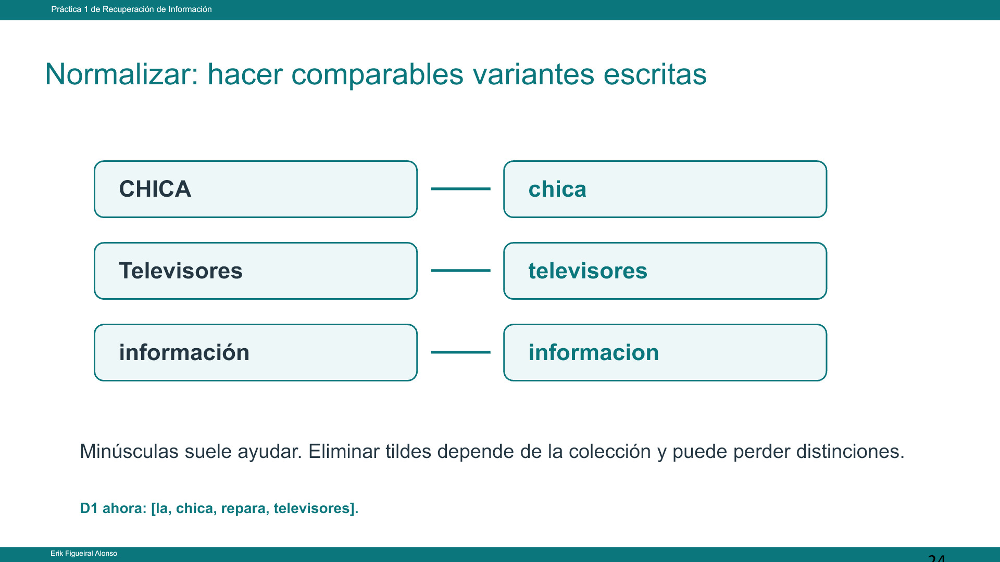 Práctica 1 de Recuperación de Información
Normalizar: hacer comparables variantes escritas
CHICA
chica
Televisores
televisores
información
informacion
Minúsculas suele ayudar. Eliminar tildes depende de la colección y puede perder distinciones.
D1 ahora: [la, chica, repara, televisores].
Erik Figueiral Alonso
24